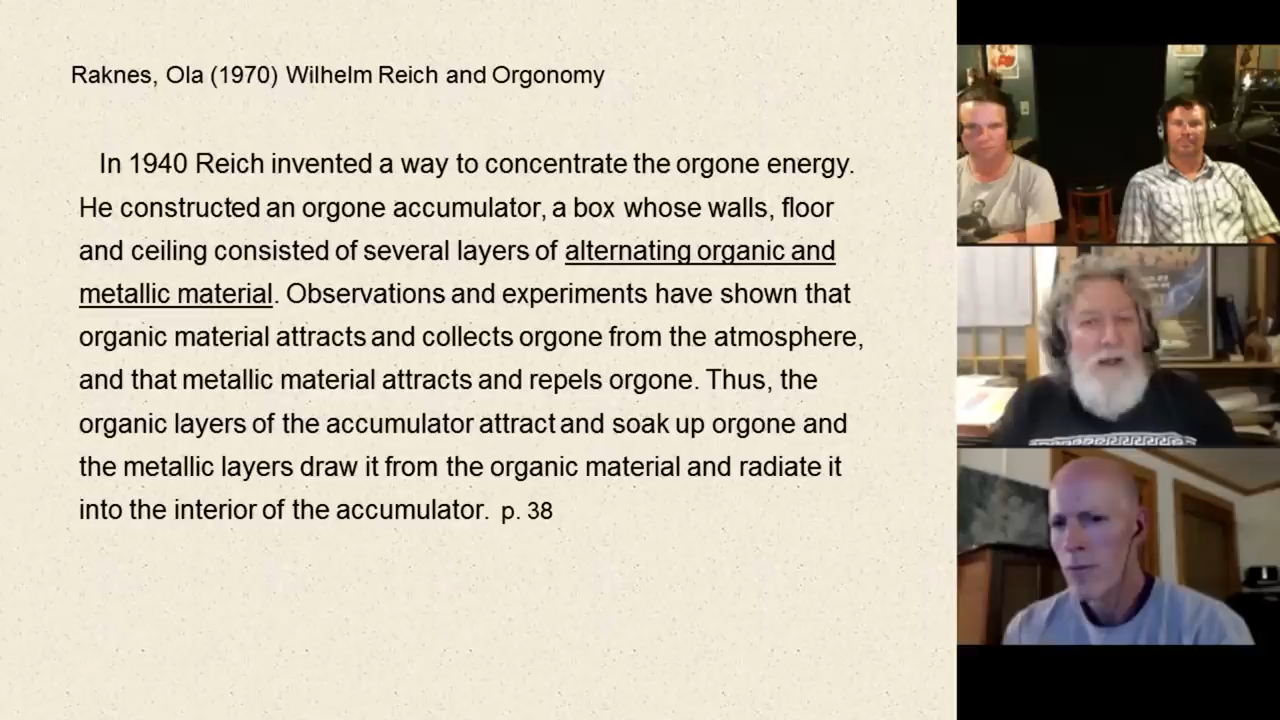 Raknes, Ola (1970) Wilhelm Reich and Orgonomy
In 1940 Reich invented a way to concentrate the orgone energy.
He constructed an orgone accumulator, a box whose walls, floor
and ceiling consisted of several layers of alternating organic and
metallic material. Observations and experiments have shown that
organic material attracts and collects orgone from the atmosphere,
and that metallic material attracts and repels orgone. Thus, the
organic layers of the accumulator attract and soak up orgone and
the metallic layers draw it from the organic material and radiate it
into the interior of the accumulator. p. 38